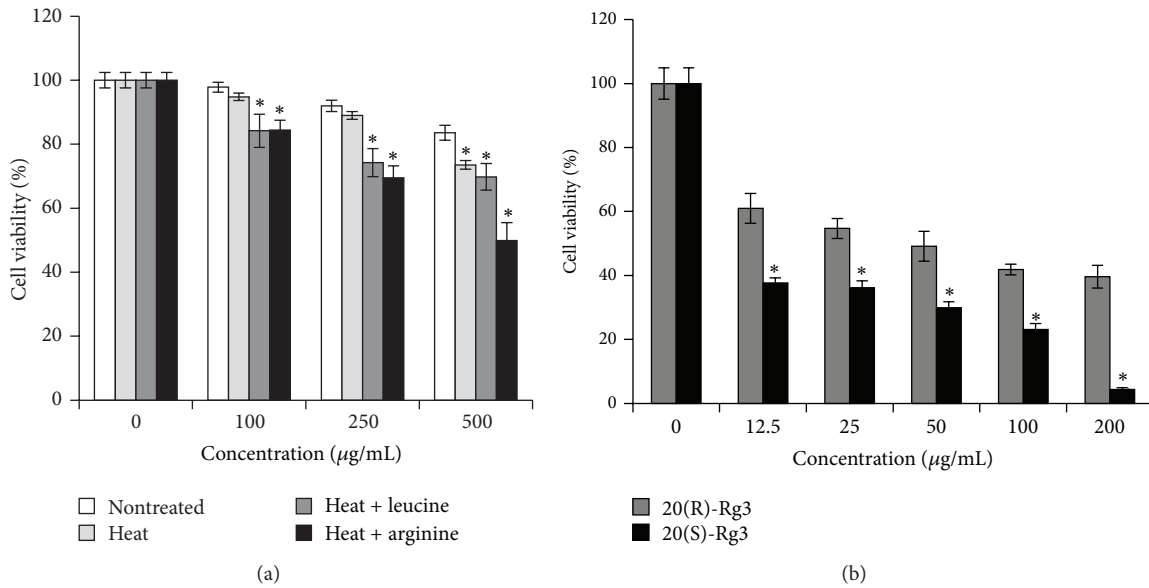 120
100
80
60
40
20
0
Cell viability (%)
* *
* *
* *
*
0 100 250 500
Concentration (μg/mL)
Nontreated
Heat
Heat + leucine
Heat + arginine
(a)
120
100
80
60
40
20
0
Cell viability (%)
* * * * *
0 12.5 25 50 100 200
Concentration (μg/mL)
20(R)-Rg3
20(S)-Rg3
(b)